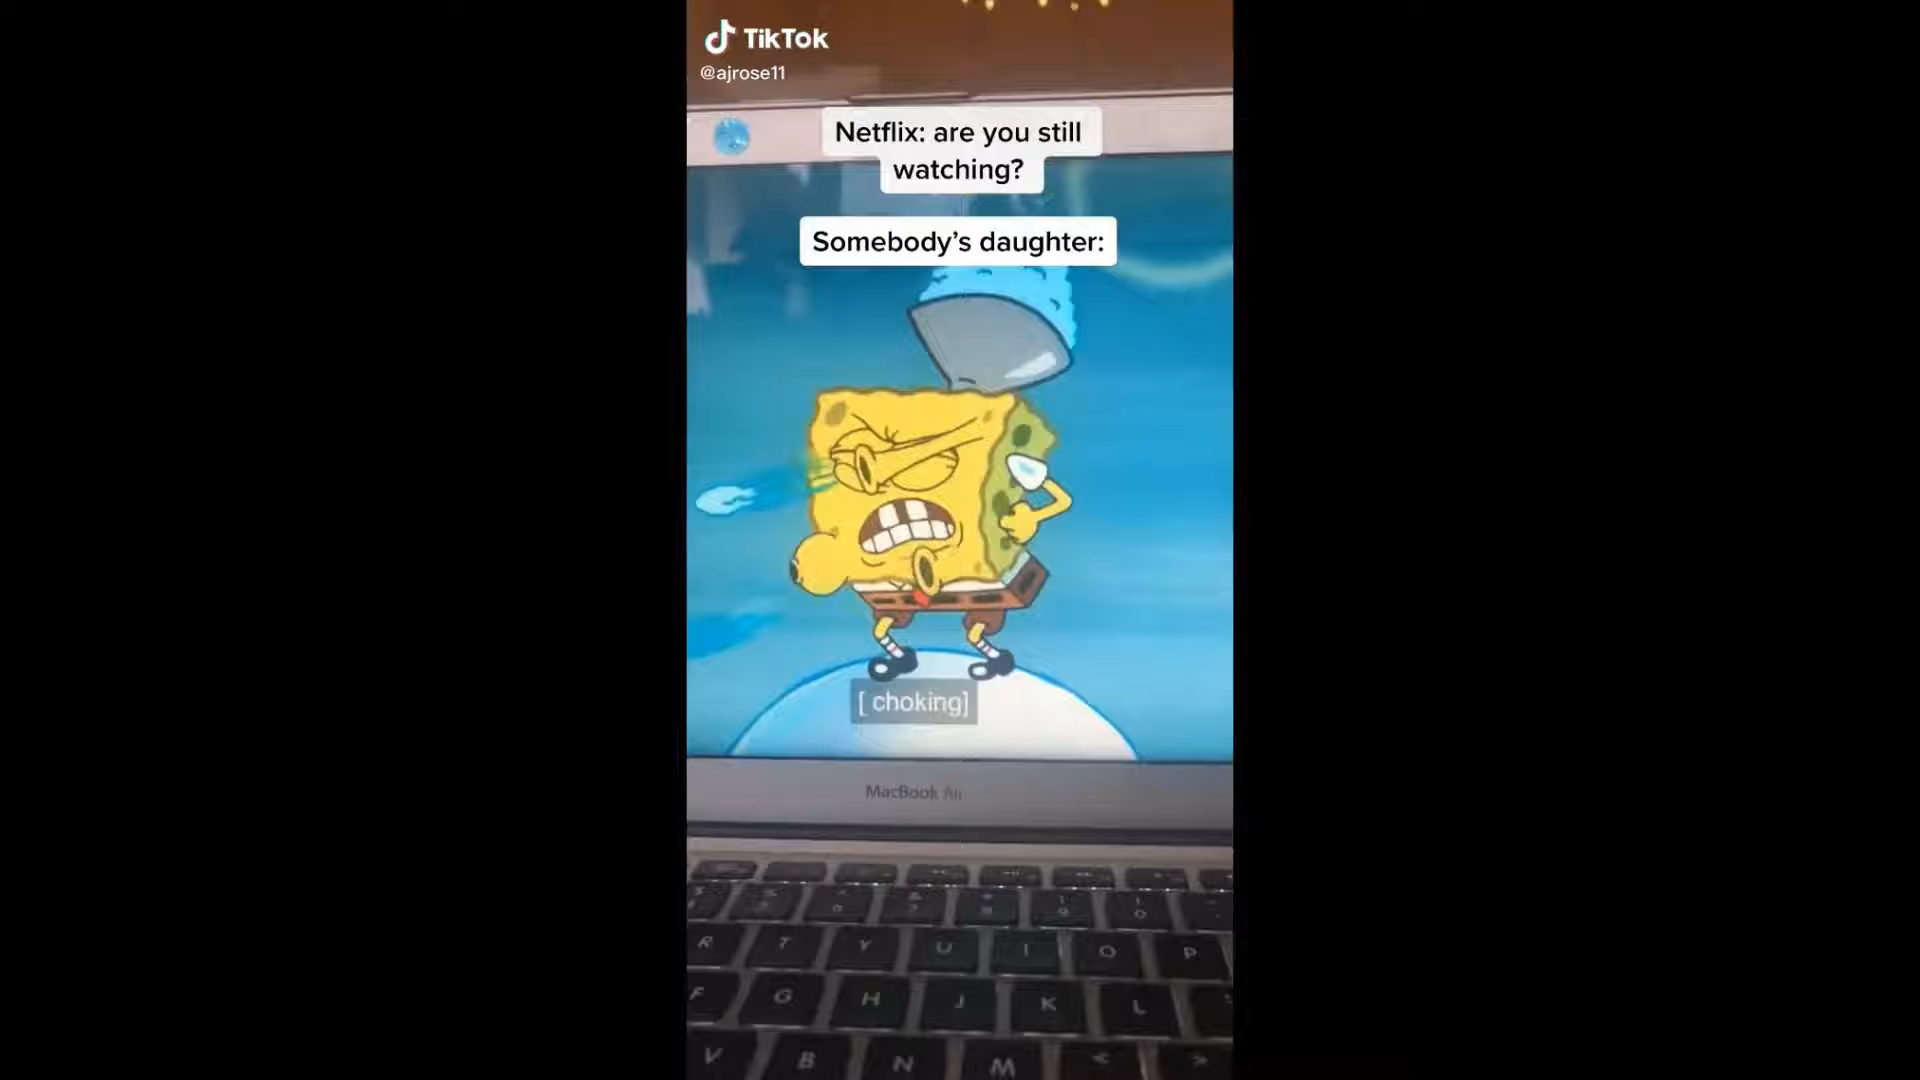 TikTok
@ajrose11
Netflix: are you still
watching?
Somebody's daughter:
[ choking]
MacBook Air
R T Y U I O P
F G H J K L
V B N M < >